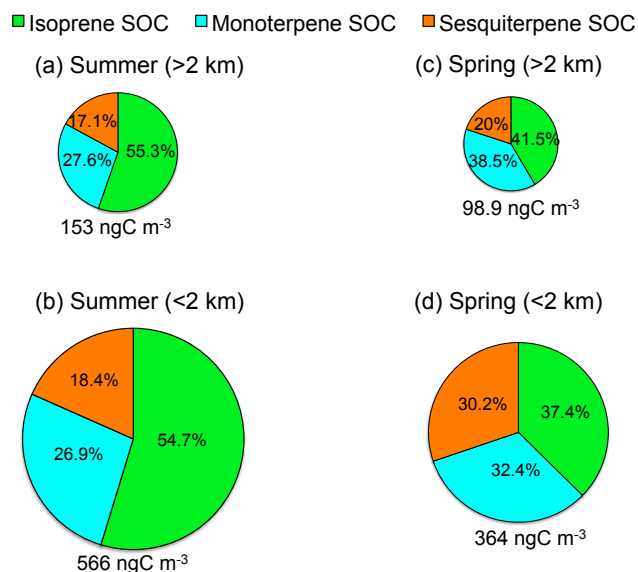 Isoprene SOC Monoterpene SOC Sesquiterpene SOC
(a) Summer (>2 km)
17.1%
55.3%
27.6%
153 ngC m⁻³
(c) Spring (>2 km)
20%
41.5%
38.5%
98.9 ngC m⁻³
(b) Summer (<2 km)
18.4%
54.7%
26.9%
566 ngC m⁻³
(d) Spring (<2 km)
30.2%
37.4%
32.4%
364 ngC m⁻³